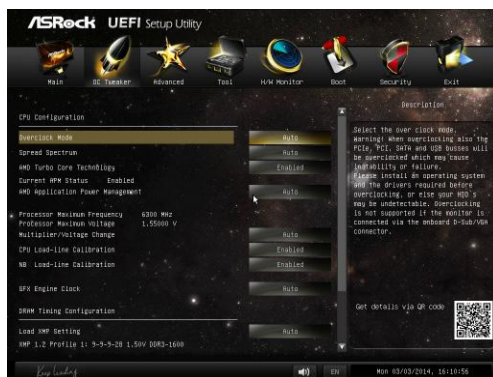 ASRock UEFI Setup Utility
Main OC Tweaker Advanced Tool H/W Monitor Boot Security Exit
CPU Configuration
Overclock Mode Auto
Spread Spectrum Auto
AMD Turbo Core Technology Enabled
Current APM Status Enabled
AMD Application Power Management Auto
Processor Maximum Frequency 6300 MHz
Processor Maximum Voltage 1.55000 V
Multiplier/Voltage Change Auto
CPU Load-line Calibration Enabled
NB Load-line Calibration Enabled
GFX Engine Clock Auto
DRAM Timing Configuration
Load XMP Setting Auto
XMP 1.2 Profile 1: 9-9-9-28 1.50V DDR3-1600
Description
Select the over clock mode.
Warning! When overclocking also the
PCIe, PCI, SATA and USB busses will
be overclocked which may cause
instability or failure.
Please install an operating system
and the drivers required before
overclocking, or else your HDD's
may be undetectable. Overclocking
is not supported if the monitor is
connected via the onboard D-Sub/VGA
connector.
Get details via QR code
EN
Mon 03/03/2014, 16:10:56